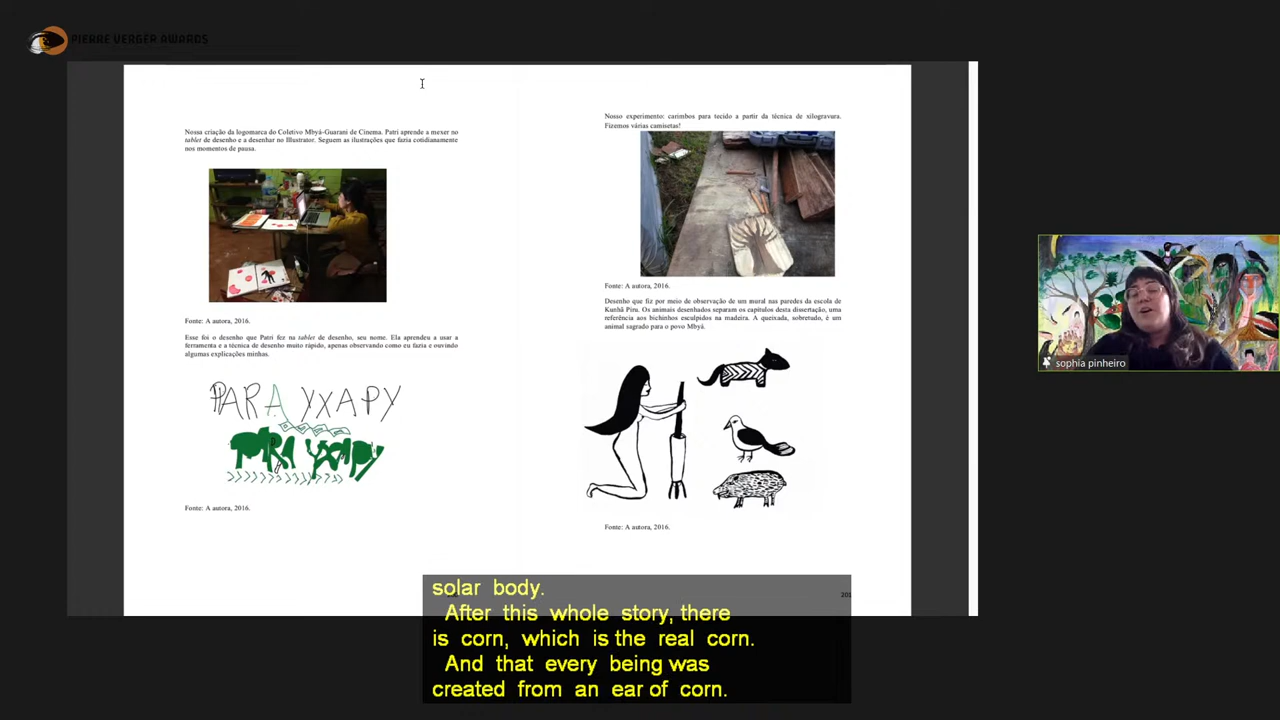 PIERRE VERGER AWARDS
Nossa criação da logomarca do Coletivo Mbyá-Guarani de Cinema. Patri aprende a mexer no
tablet de desenho e a desenhar no Illustrator. Seguem as ilustrações que fazia cotidianamente
nos momentos de pausa.
Fonte: A autora, 2016.
Esse foi o desenho que Patri fez na tablet de desenho, seu nome. Ela aprendeu a usar a
ferramenta e a técnica de desenho muito rápido, apenas observando como eu fazia e ouvindo
algumas explicações minhas.
PARA YXAPY
PARA YXAPY
Fonte: A autora, 2016.
Nosso experimento: carimbos para tecido a partir da técnica de xilogravura.
Fizemos várias camisetas!
Fonte: A autora, 2016.
Desenho que fiz por meio de observação de um mural nas paredes da escola de
Kunhã Piru. Os animais desenhados separam os capítulos desta dissertação, uma
referência aos bichinhos esculpidos na madeira. A queixada, sobretudo, é um
animal sagrado para o povo Mbyá.
Fonte: A autora, 2016.
sophia pinheiro
solar body.
After this whole story, there
is corn, which is the real corn.
And that every being was
created from an ear of corn.